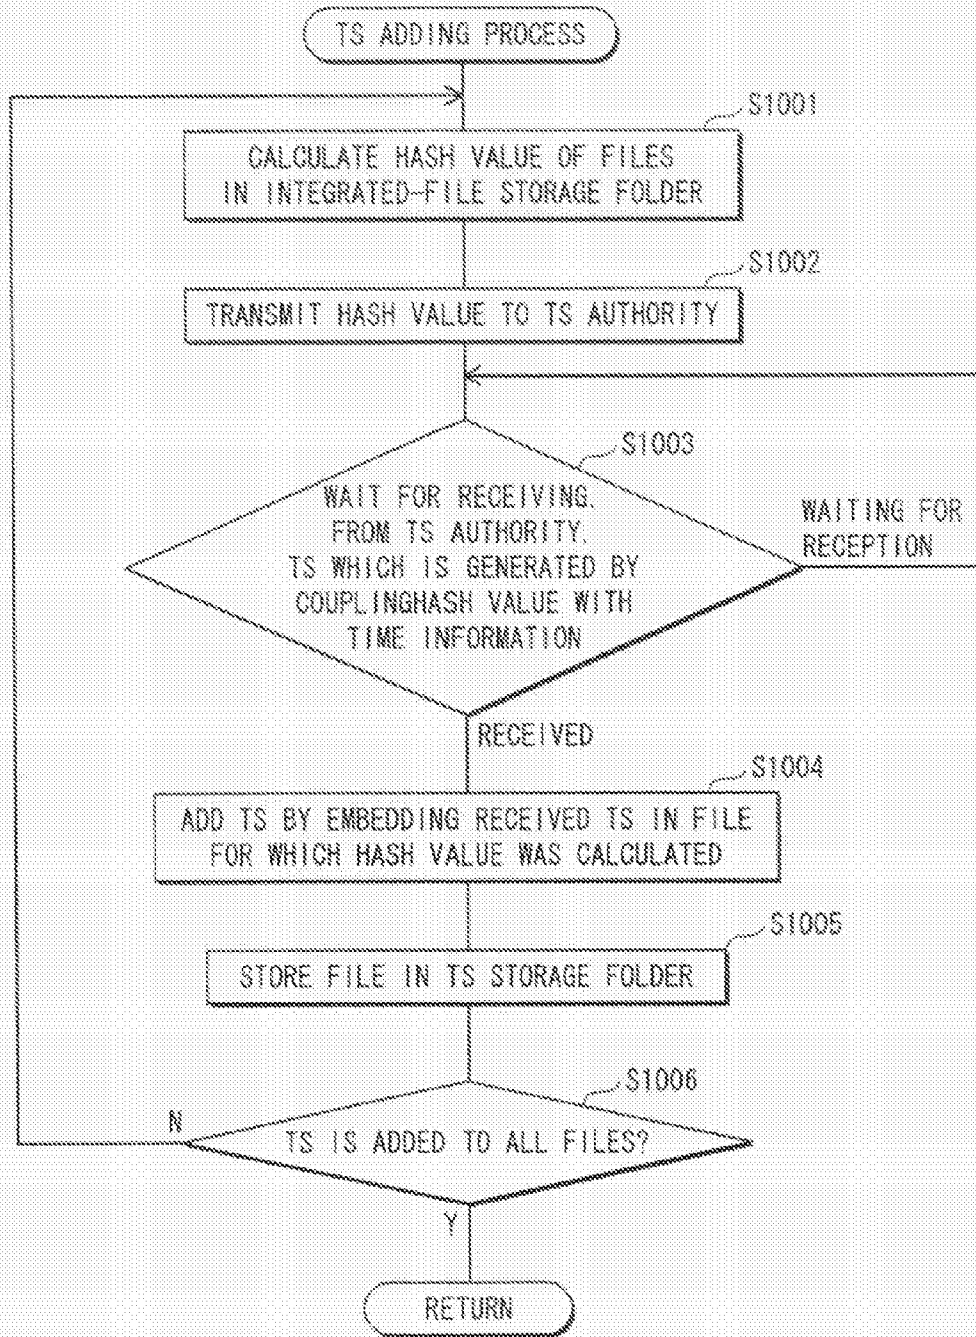 TS ADDING PROCESS
S1001
CALCULATE HASH VALUE OF FILES
IN INTEGRATED-FILE STORAGE FOLDER
S1002
TRANSMIT HASH VALUE TO TS AUTHORITY
S1003
WAIT FOR RECEIVING,
FROM TS AUTHORITY,
TS WHICH IS GENERATED BY
COUPLINGHASH VALUE WITH
TIME INFORMATION
WAITING FOR
RECEPTION
RECEIVED
S1004
ADD TS BY EMBEDDING RECEIVED TS IN FILE
FOR WHICH HASH VALUE WAS CALCULATED
S1005
STORE FILE IN TS STORAGE FOLDER
S1006
N
TS IS ADDED TO ALL FILES?
Y
RETURN